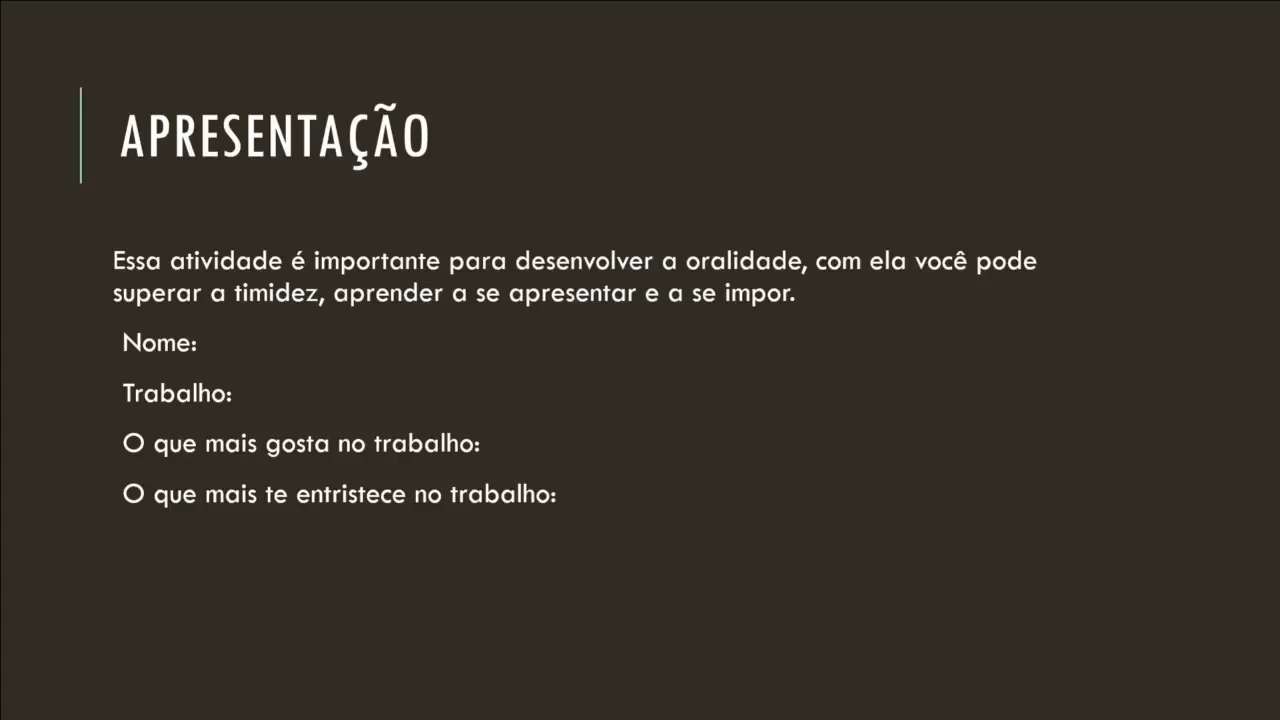 APRESENTAÇÃO
Essa atividade é importante para desenvolver a oralidade, com ela você pode
superar a timidez, aprender a se apresentar e a se impor.
Nome:
Trabalho:
O que mais gosta no trabalho:
O que mais te entristece no trabalho: